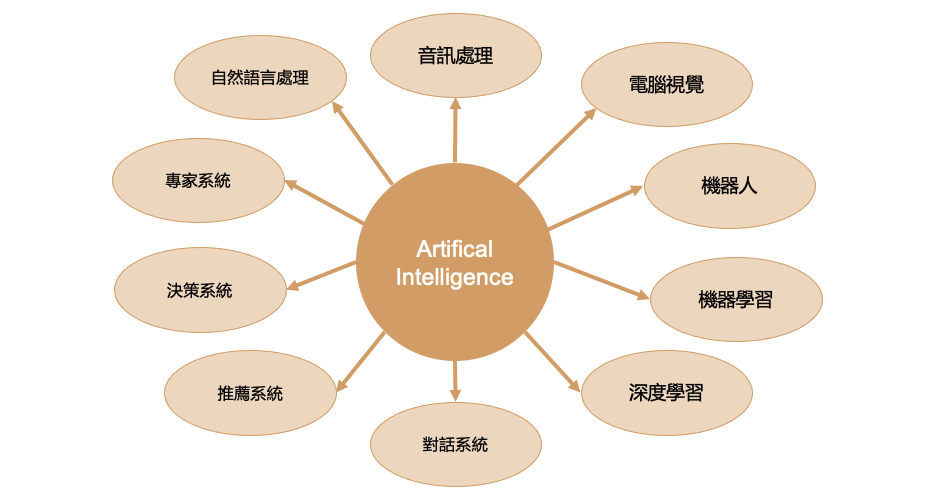 音訊處理
自然語言處理
電腦視覺
專家系統
機器人
Artifical
Intelligence
決策系統
機器學習
推薦系統
深度學習
對話系統